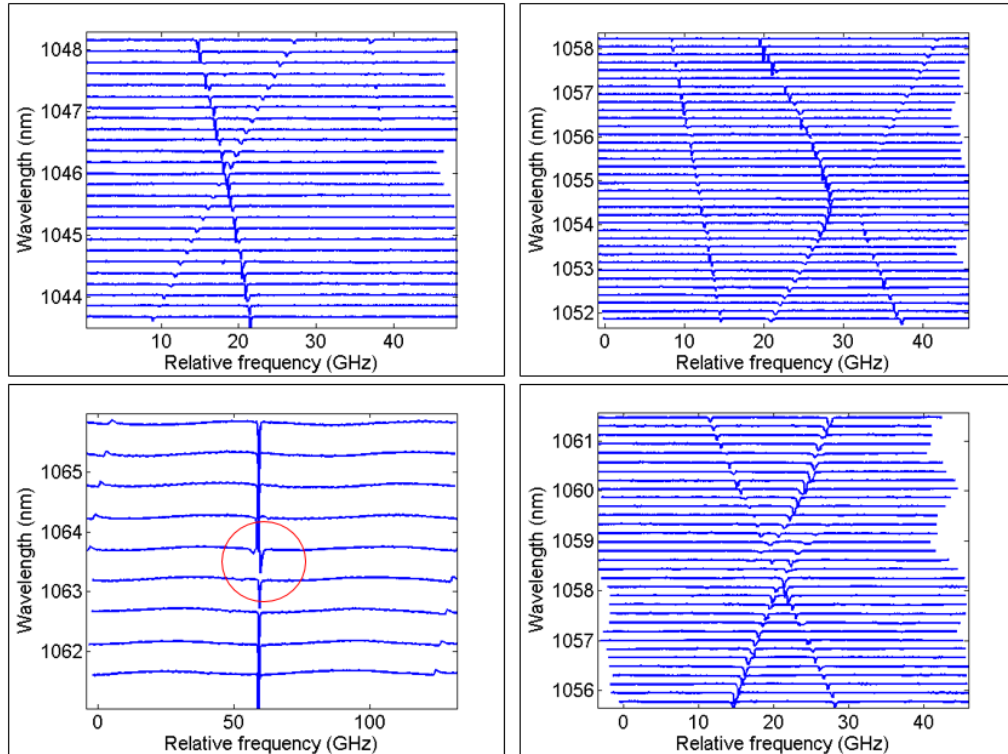 1048
1047
1046
1045
1044
Wavelength (nm)
0 10 20 30 40
Relative frequency (GHz)
1058
1057
1056
1055
1054
1053
1052
Wavelength (nm)
0 10 20 30 40
Relative frequency (GHz)
1065
1064
1063
1062
Wavelength (nm)
0 50 100
Relative frequency (GHz)
1061
1060
1059
1058
1057
1056
Wavelength (nm)
0 10 20 30 40
Relative frequency (GHz)